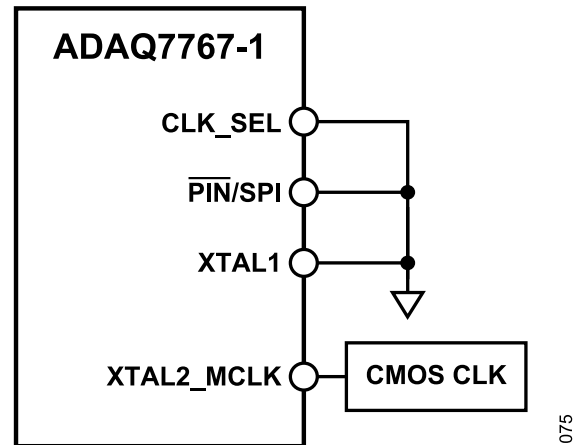 ADAQ7767-1
CLK_SEL
PIN/SPI
XTAL1
XTAL2_MCLK
CMOS CLK
075